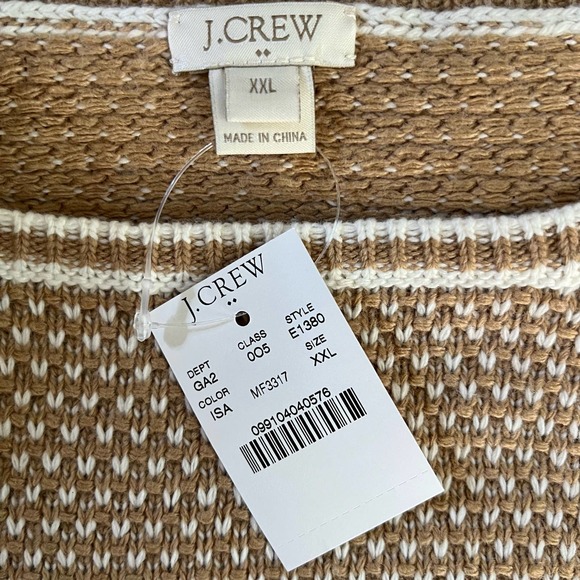 J.CREW
XXL
MADE IN CHINA
J.CREW
DEPT CLASS STYLE
GA2 005 E1380
COLOR SIZE
ISA MF3317 XXL
099104040576